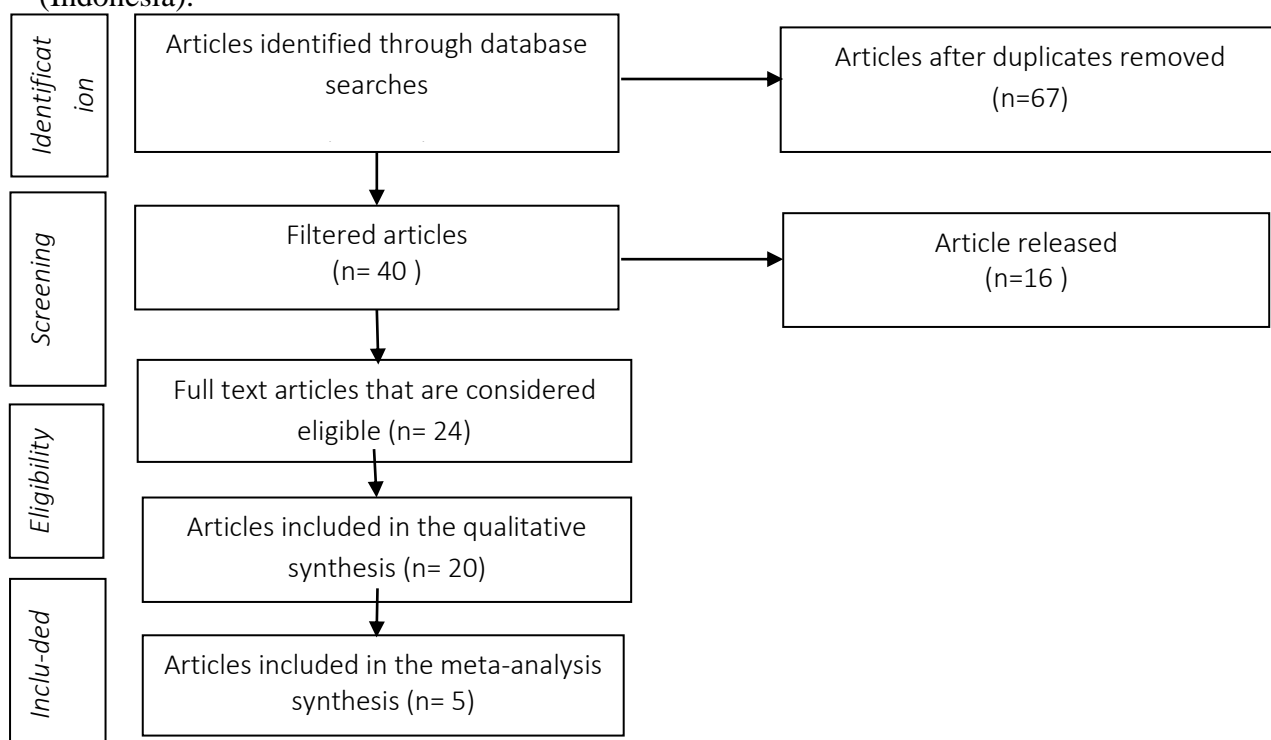 (Indonesia).
Identificat
ion
Articles identified through database
searches
Articles after duplicates removed
(n=67)
Screening
Filtered articles
(n= 40 )
Article released
(n=16 )
Full text articles that are considered
eligible (n= 24)
Eligibility
Articles included in the qualitative
synthesis (n= 20)
Inclu-ded
Articles included in the meta-analysis
synthesis (n= 5)